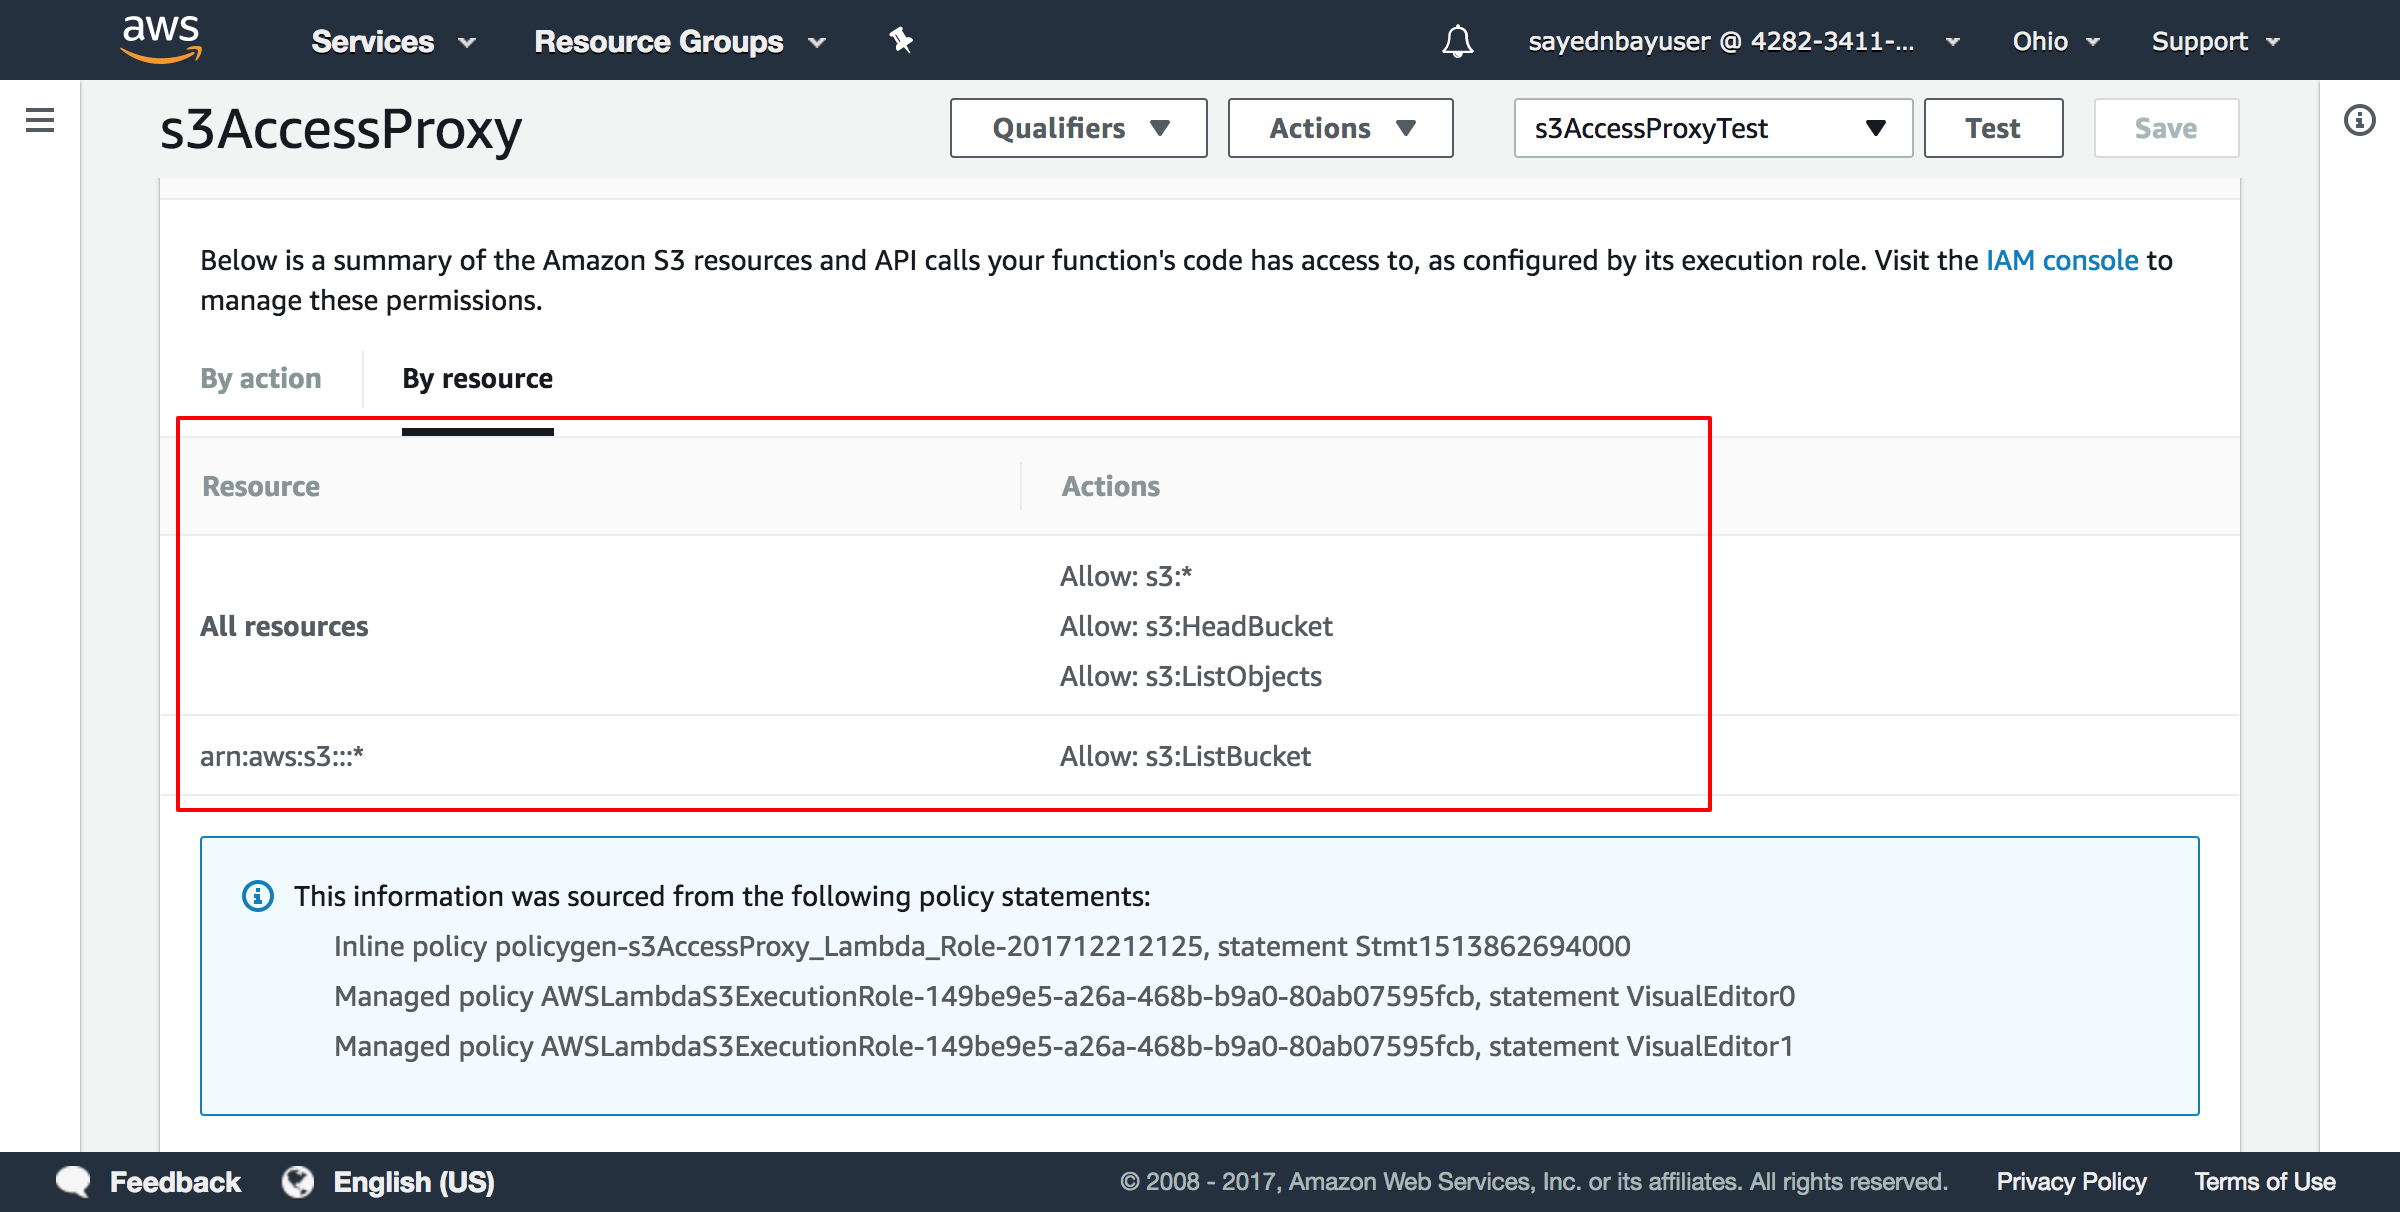 aws Services Resource Groups sayednbayuser @ 4282-3411-... Ohio Support
s3AccessProxy Qualifiers Actions s3AccessProxyTest Test Save
Below is a summary of the Amazon S3 resources and API calls your function's code has access to, as configured by its execution role. Visit the IAM console to
manage these permissions.
By action By resource
Resource Actions
Allow: s3:*
All resources Allow: s3:HeadBucket
Allow: s3:ListObjects
arn:aws:s3:::* Allow: s3:ListBucket
This information was sourced from the following policy statements:
Inline policy policygen-s3AccessProxy_Lambda_Role-201712212125, statement Stmt1513862694000
Managed policy AWSLambdaS3ExecutionRole-149be9e5-a26a-468b-b9a0-80ab07595fcb, statement VisualEditor0
Managed policy AWSLambdaS3ExecutionRole-149be9e5-a26a-468b-b9a0-80ab07595fcb, statement VisualEditor1
Feedback English (US) © 2008 - 2017, Amazon Web Services, Inc. or its affiliates. All rights reserved. Privacy Policy Terms of Use